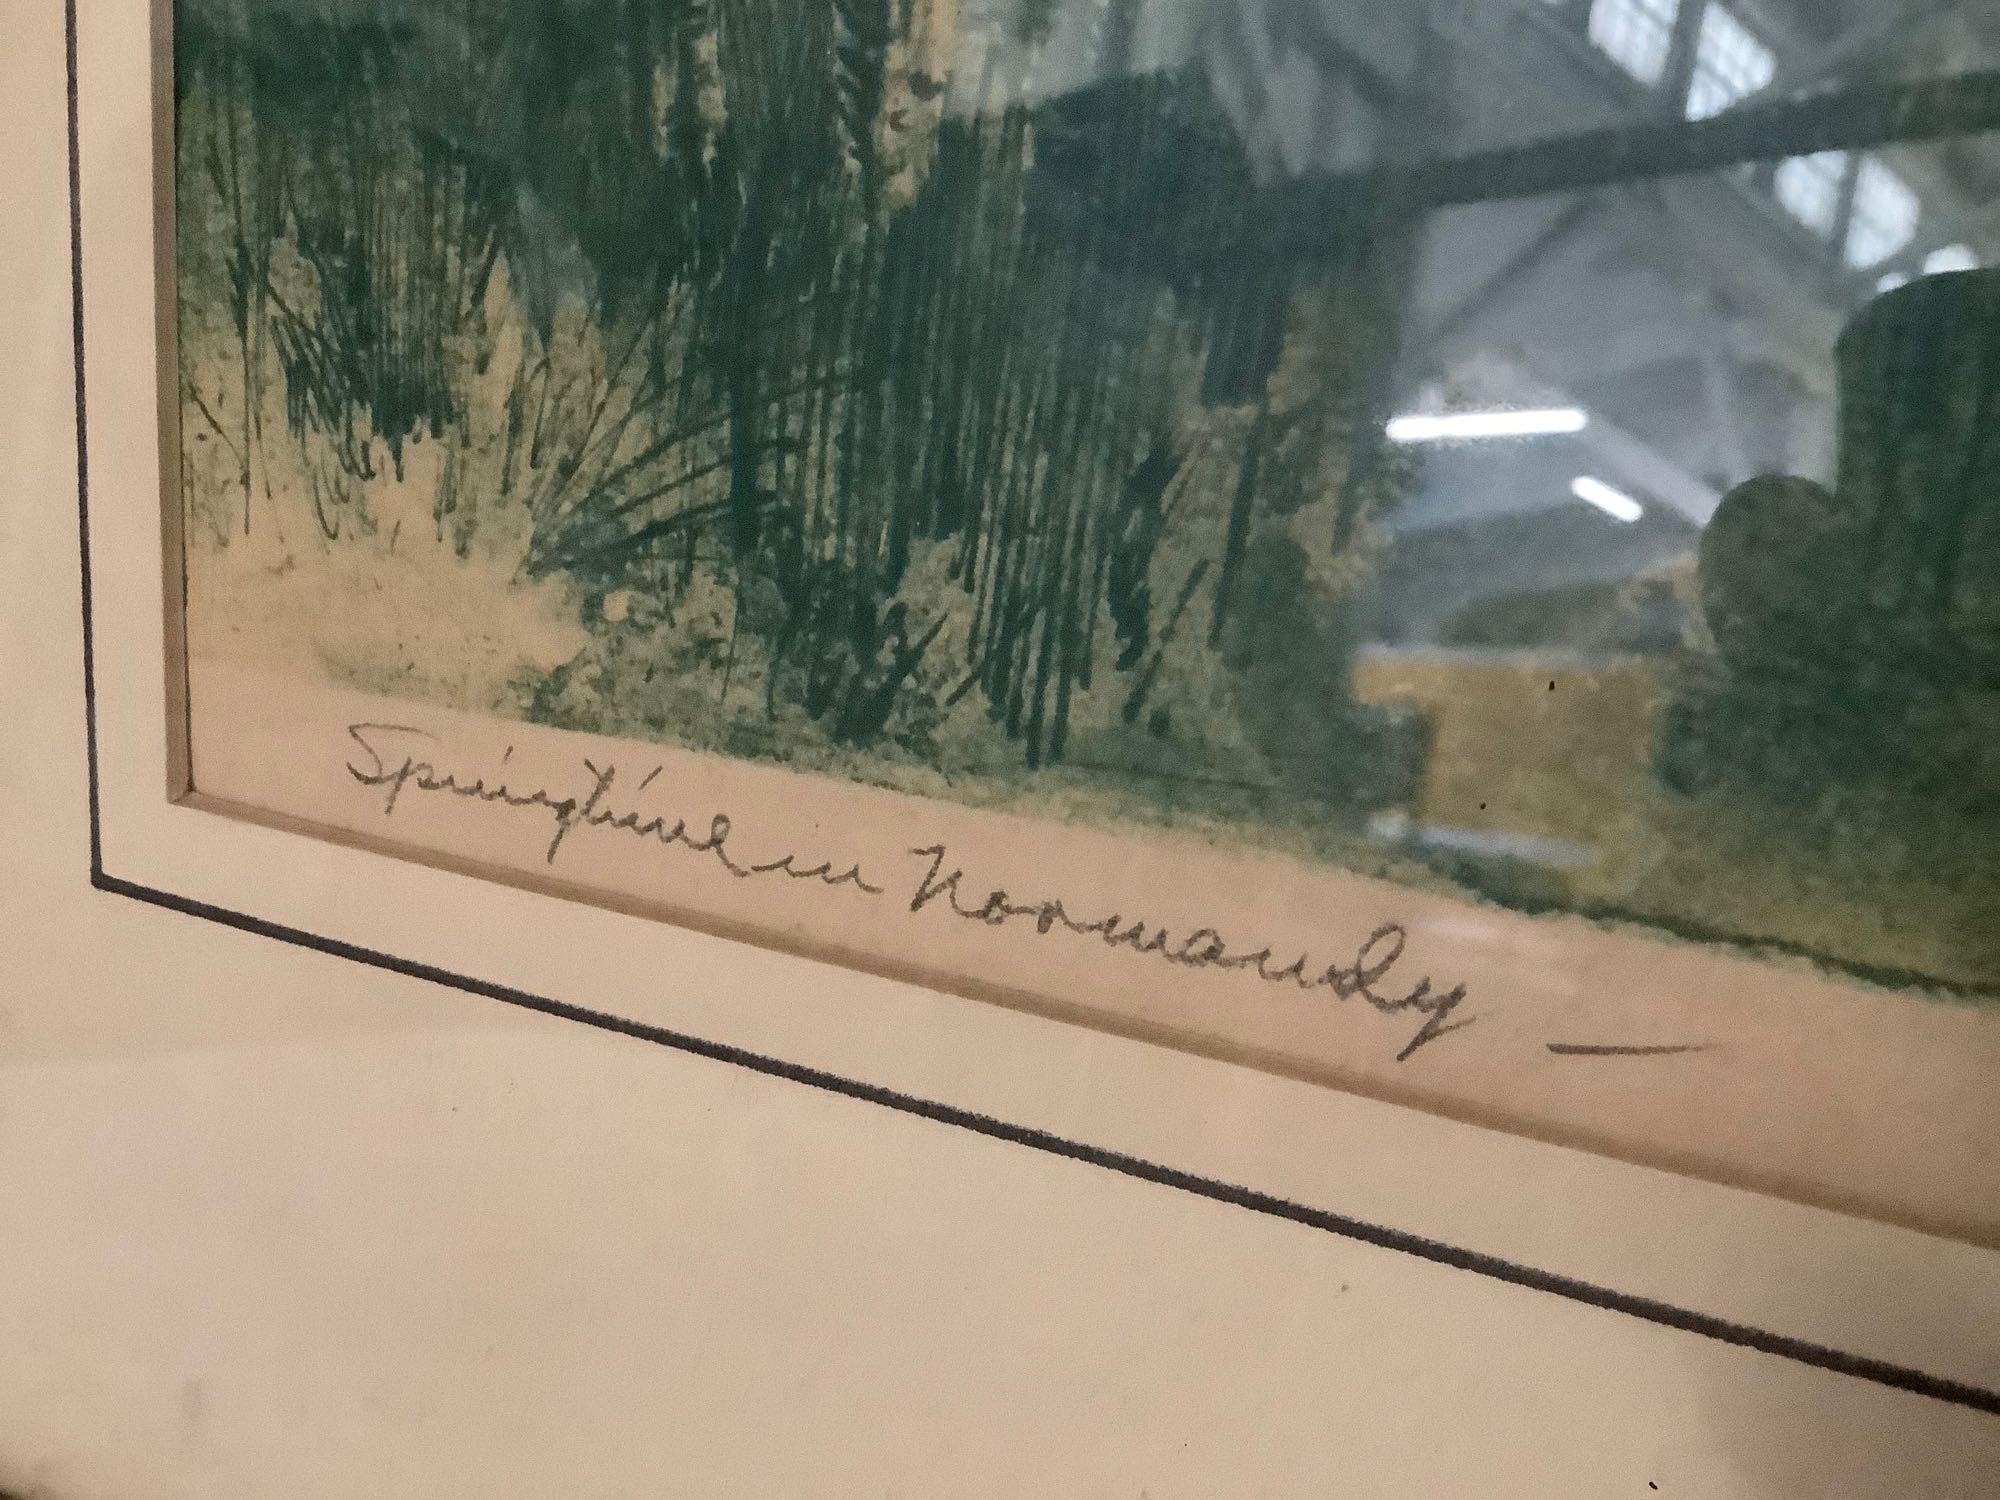 Springtime in Normandy —